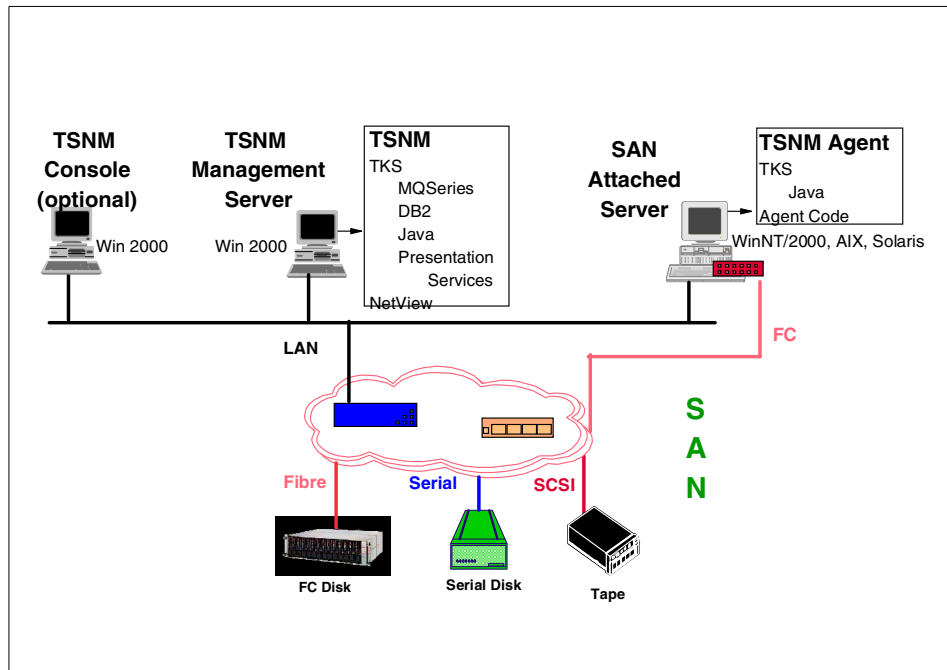 TSNM
Console
(optional)
Win 2000
TSNM
Management
Server
Win 2000
TSNM
TKS
MQSeries
DB2
Java
Presentation
Services
NetView
SAN
Attached
Server
TSNM Agent
TKS
Java
Agent Code
WinNT/2000, AIX, Solaris
LAN
FC
S
A
N
Fibre
Serial
SCSI
FC Disk
Serial Disk
Tape